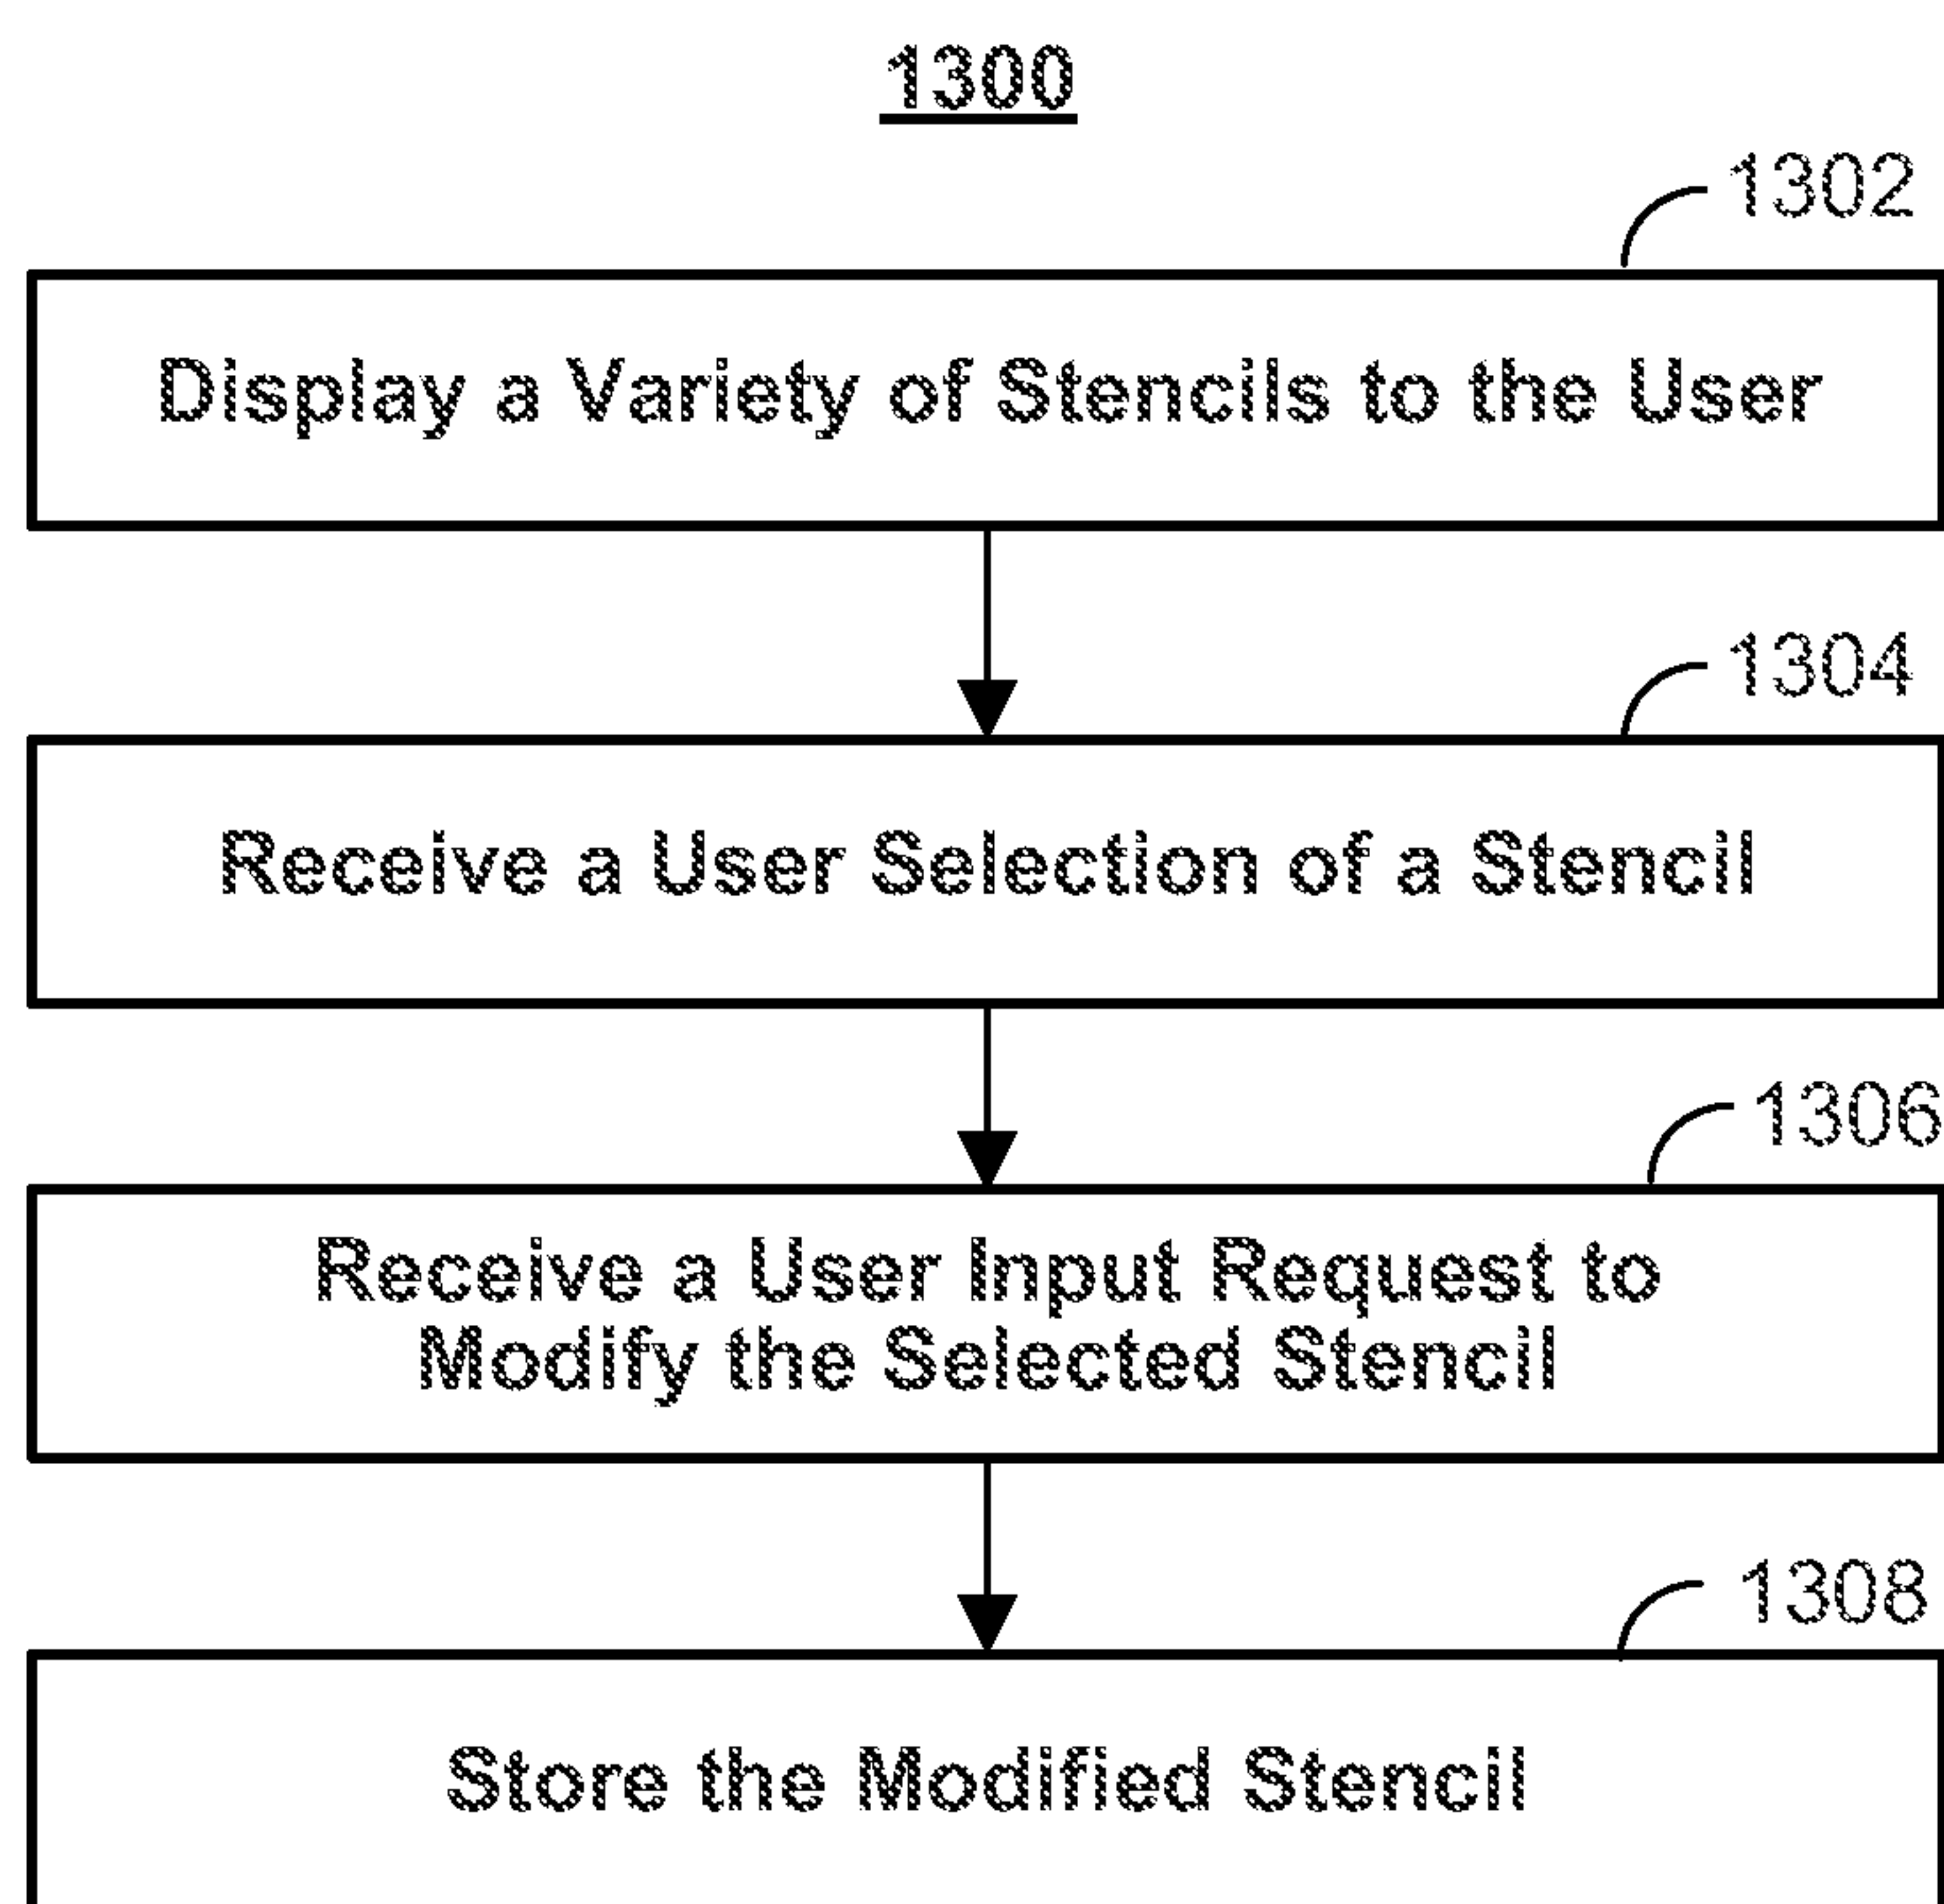 1300
1302
Display a Variety of Stencils to the User
1304
Receive a User Selection of a Stencil
1306
Receive a User Input Request to
Modify the Selected Stencil
1308
Store the Modified Stencil